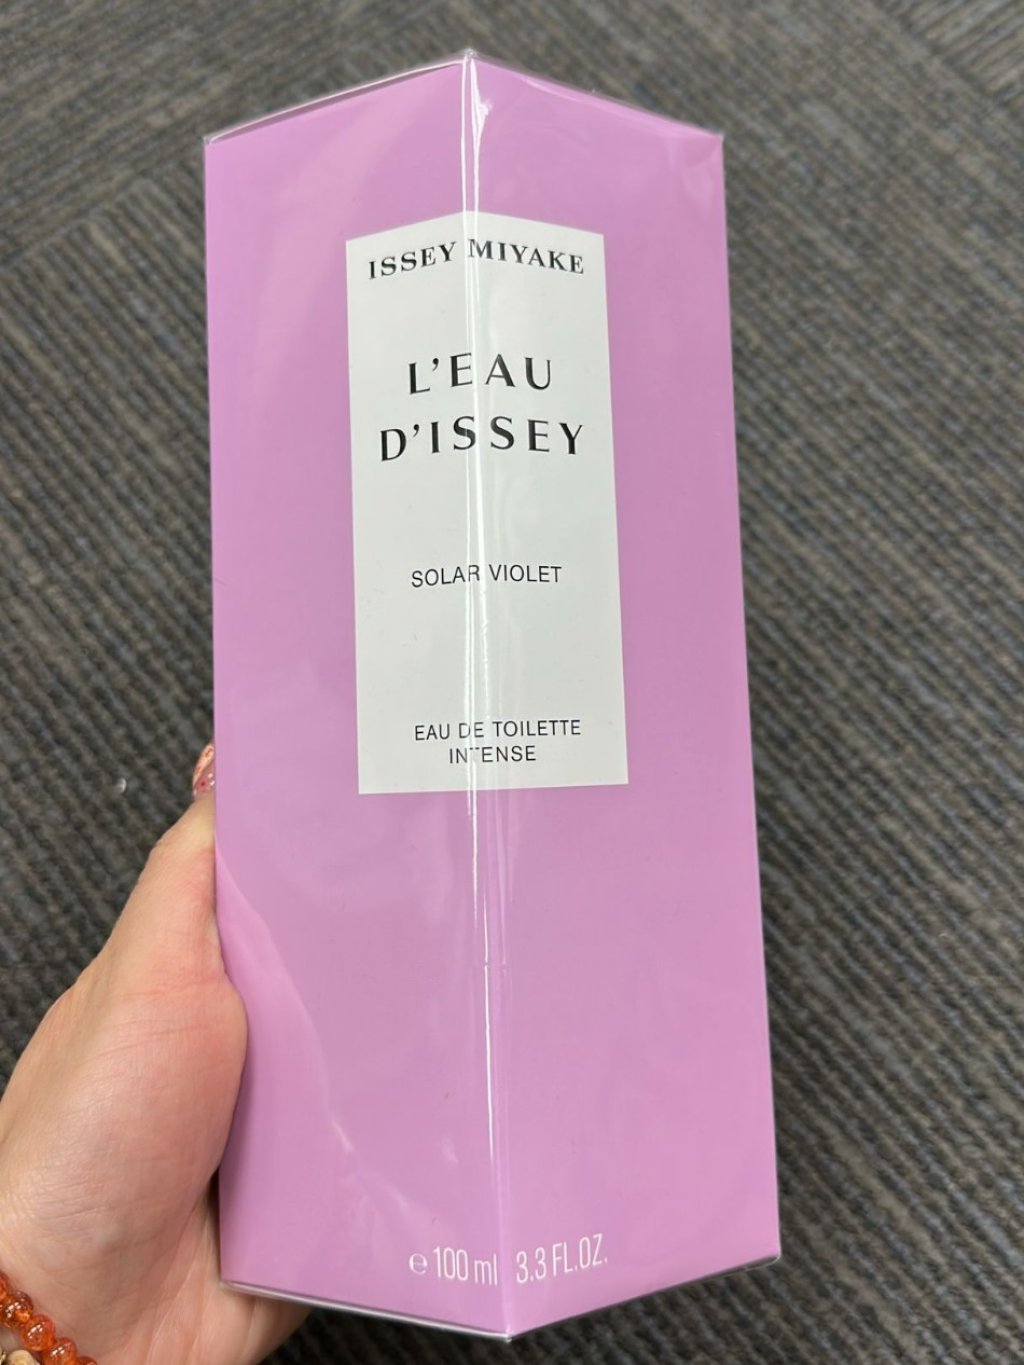 ISSEY MIYAKE
L'EAU
D'ISSEY
SOLAR VIOLET
EAU DE TOILETTE
INTENSE
e 100 ml 3.3 FL.OZ.